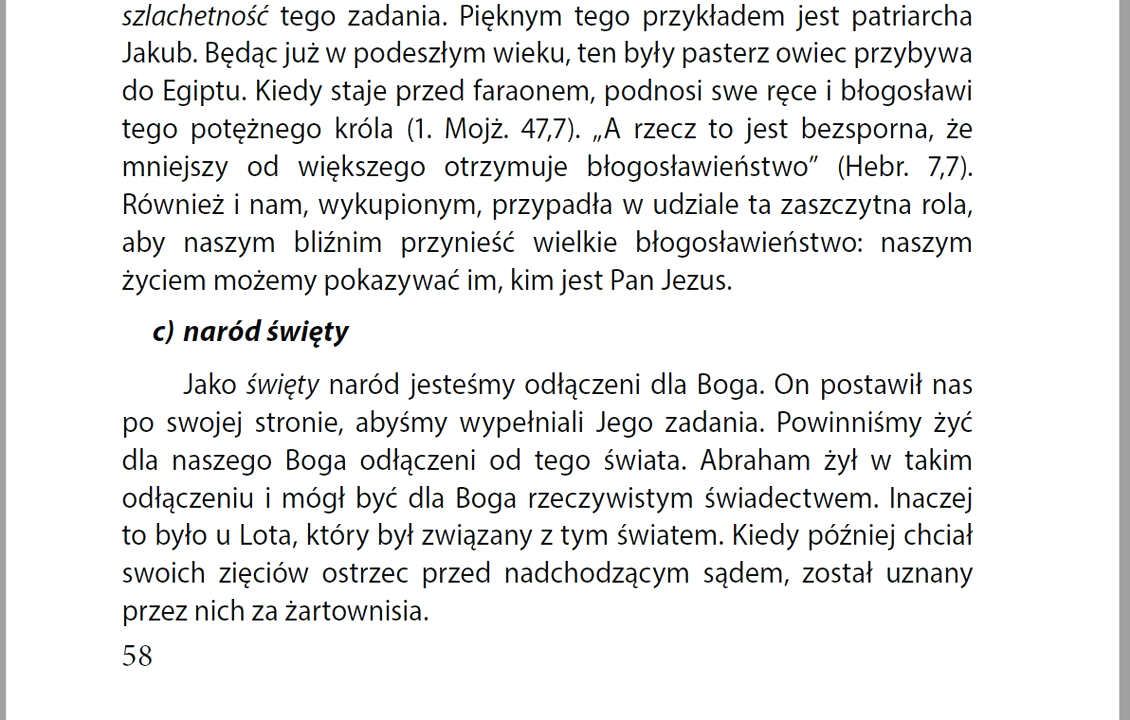 szlachetność tego zadania. Pięknym tego przykładem jest patriarcha
Jakub. Będąc już w podeszłym wieku, ten były pasterz owiec przybywa
do Egiptu. Kiedy staje przed faraonem, podnosi swe ręce i błogosławi
tego potężnego króla (1. Mojż. 47,7). „A rzecz to jest bezsporna, że
mniejszy od większego otrzymuje błogosławieństwo” (Hebr. 7,7).
Również i nam, wykupionym, przypadła w udziale ta zaszczytna rola,
aby naszym bliźnim przynieść wielkie błogosławieństwo: naszym
życiem możemy pokazywać im, kim jest Pan Jezus.
c) naród święty
Jako święty naród jesteśmy odłączeni dla Boga. On postawił nas
po swojej stronie, abyśmy wypełniali Jego zadania. Powinniśmy żyć
dla naszego Boga odłączeni od tego świata. Abraham żył w takim
odłączeniu i mógł być dla Boga rzeczywistym świadectwem. Inaczej
to było u Lota, który był związany z tym światem. Kiedy później chciał
swoich zięciów ostrzec przed nadchodzącym sądem, został uznany
przez nich za żartownisia.
58